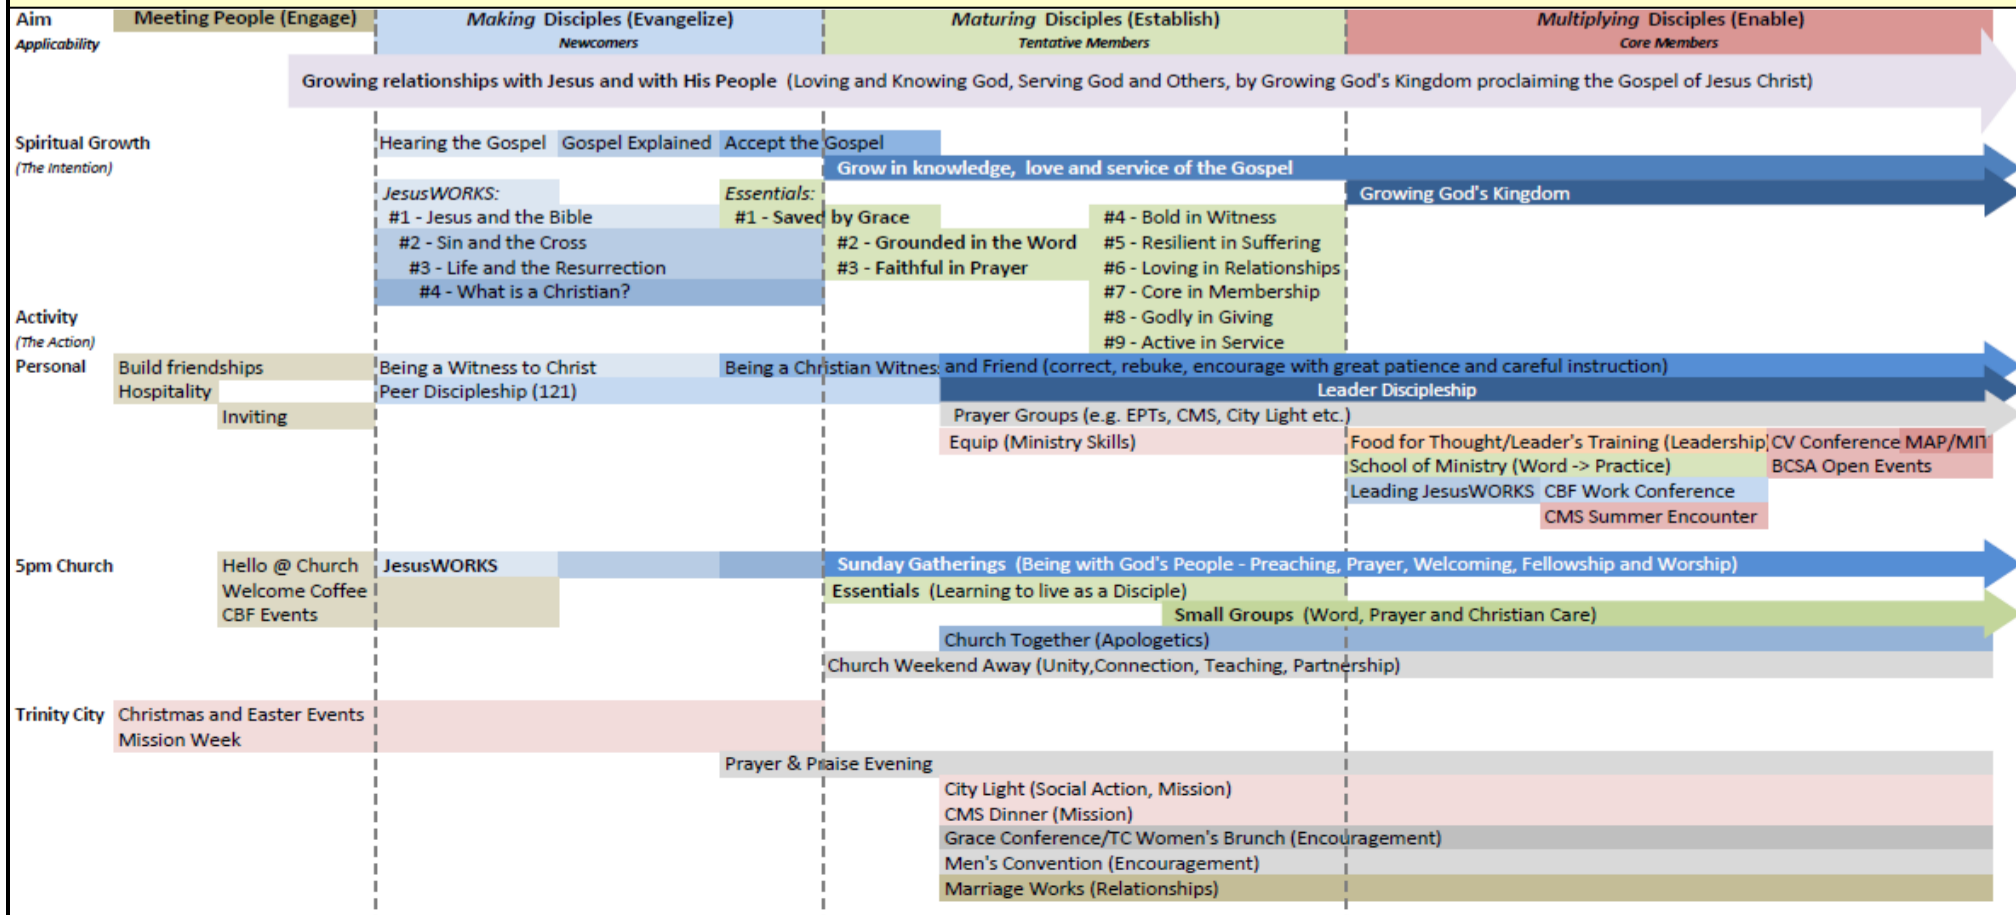 Aim Meeting People (Engage) Making Disciples (Evangelize) Maturing Disciples (Establish) Multiplying Disciples (Enable)
Applicability Newcomers Tentative Members Core Members
Growing relationships with Jesus and with His People (Loving and Knowing God, Serving God and Others, by Growing God's Kingdom proclaiming the Gospel of Jesus Christ)
Spiritual Growth Hearing the Gospel Gospel Explained Accept the Gospel
(The Intention) Grow in knowledge, love and service of the Gospel
JesusWORKS: Essentials: Growing God's Kingdom
#1 - Jesus and the Bible #1 - Saved by Grace #4 - Bold in Witness
#2 - Sin and the Cross #2 - Grounded in the Word #5 - Resilient in Suffering
#3 - Life and the Resurrection #3 - Faithful in Prayer #6 - Loving in Relationships
#4 - What is a Christian? #7 - Core in Membership
Activity #8 - Godly in Giving
(The Action) #9 - Active in Service
Personal Build friendships Being a Witness to Christ Being a Christian Witness and Friend (correct, rebuke, encourage with great patience and careful instruction)
Hospitality Peer Discipleship (121) Leader Discipleship
Inviting Prayer Groups (e.g. EPTs, CMS, City Light etc.)
Equip (Ministry Skills) Food for Thought/Leader's Training (Leadership) CV Conference MAP/MIT
School of Ministry (Word -> Practice) BCSA Open Events
Leading JesusWORKS CBF Work Conference
CMS Summer Encounter
5pm Church Hello @ Church JesusWORKS Sunday Gatherings (Being with God's People - Preaching, Prayer, Welcoming, Fellowship and Worship)
Welcome Coffee Essentials (Learning to live as a Disciple)
CBF Events Small Groups (Word, Prayer and Christian Care)
Church Together (Apologetics)
Church Weekend Away (Unity,Connection, Teaching, Partnership)
Trinity City Christmas and Easter Events
Mission Week
Prayer & Praise Evening
City Light (Social Action, Mission)
CMS Dinner (Mission)
Grace Conference/TC Women's Brunch (Encouragement)
Men's Convention (Encouragement)
Marriage Works (Relationships)